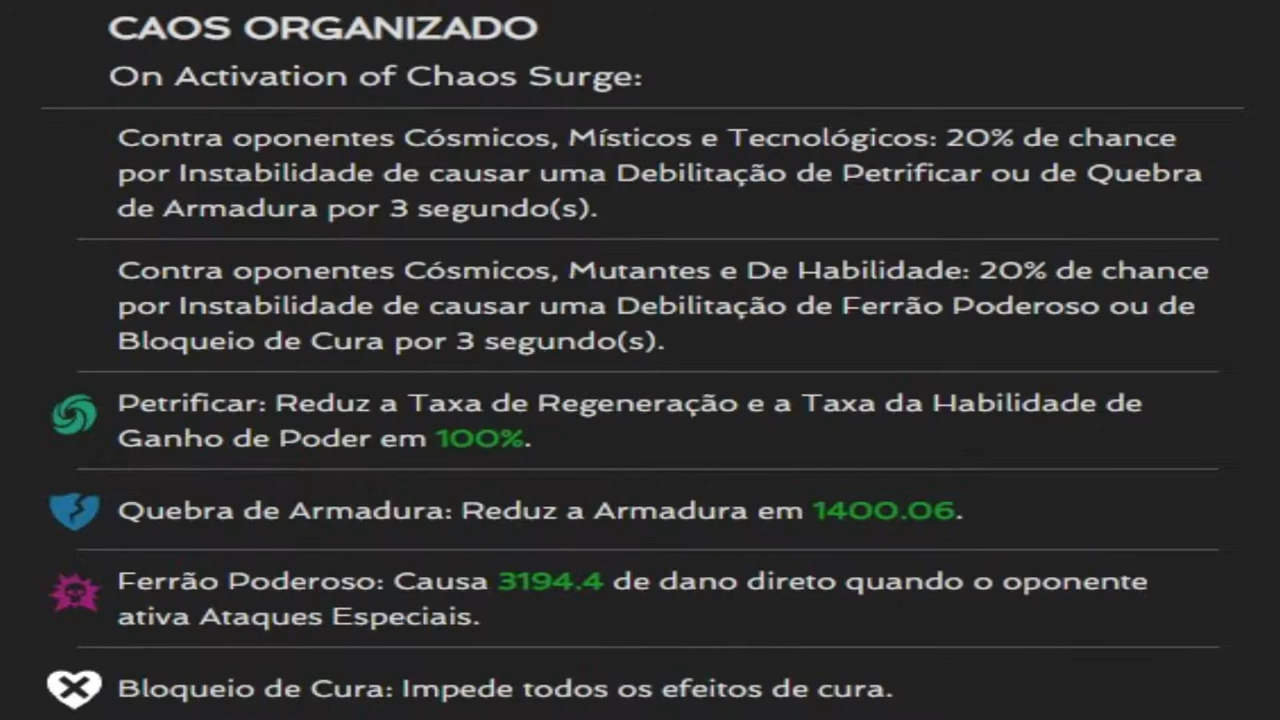 CAOS ORGANIZADO
On Activation of Chaos Surge:
Contra oponentes Cósmicos, Místicos e Tecnológicos: 20% de chance
por Instabilidade de causar uma Debilitação de Petrificar ou de Quebra
de Armadura por 3 segundo(s).
Contra oponentes Cósmicos, Mutantes e De Habilidade: 20% de chance
por Instabilidade de causar uma Debilitação de Ferrão Poderoso ou de
Bloqueio de Cura por 3 segundo(s).
Petrificar: Reduz a Taxa de Regeneração e a Taxa da Habilidade de
Ganho de Poder em 100%.
Quebra de Armadura: Reduz a Armadura em 1400.06.
Ferrão Poderoso: Causa 3194.4 de dano direto quando o oponente
ativa Ataques Especiais.
Bloqueio de Cura: Impede todos os efeitos de cura.